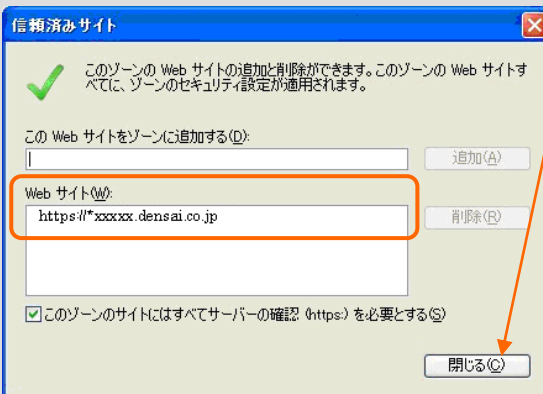 信頼済みサイト
このゾーンの Web サイトの追加と削除ができます。このゾーンの Web サイトす
べてに、ゾーンのセキュリティ設定が適用されます。
この Web サイトをゾーンに追加する(D):
追加(A)
Web サイト(W):
https://*xxxxx.densai.co.jp
削除(R)
このゾーンのサイトにはすべてサーバーの確認 (https:) を必要とする(S)
閉じる(C)